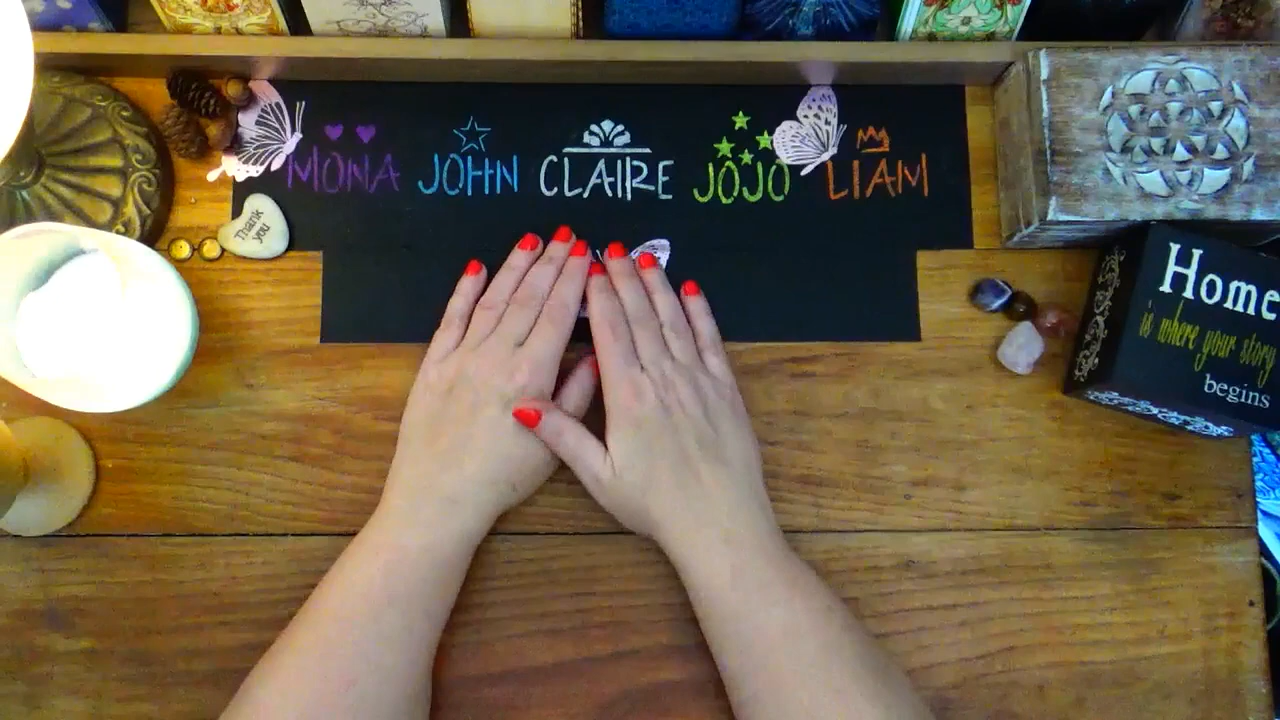 MONA JOHN CLAIRE JOJO LIAM
Thank
you
Home
is where your story
begins